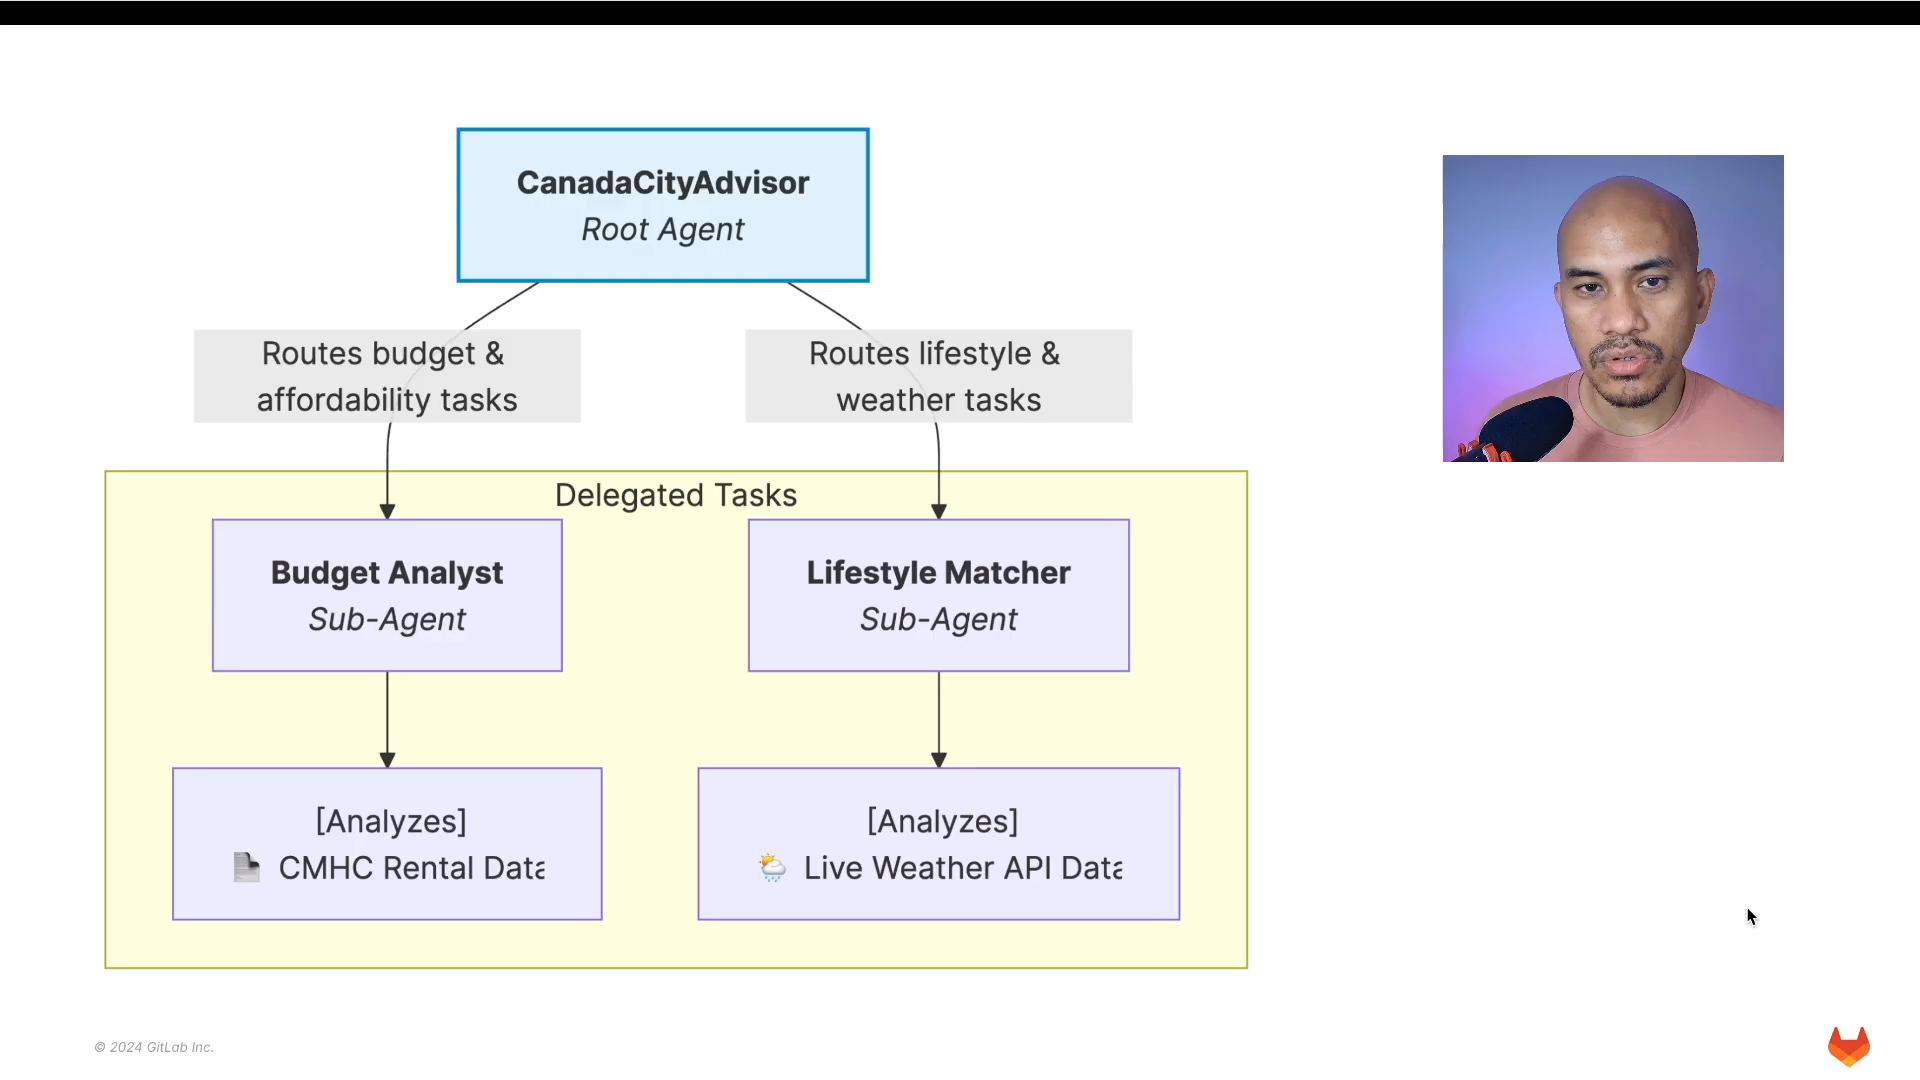 CanadaCityAdvisor
Root Agent
Routes budget &
affordability tasks
Routes lifestyle &
weather tasks
Delegated Tasks
Budget Analyst
Sub-Agent
Lifestyle Matcher
Sub-Agent
[Analyzes]
CMHC Rental Data
[Analyzes]
Live Weather API Data
© 2024 GitLab Inc.